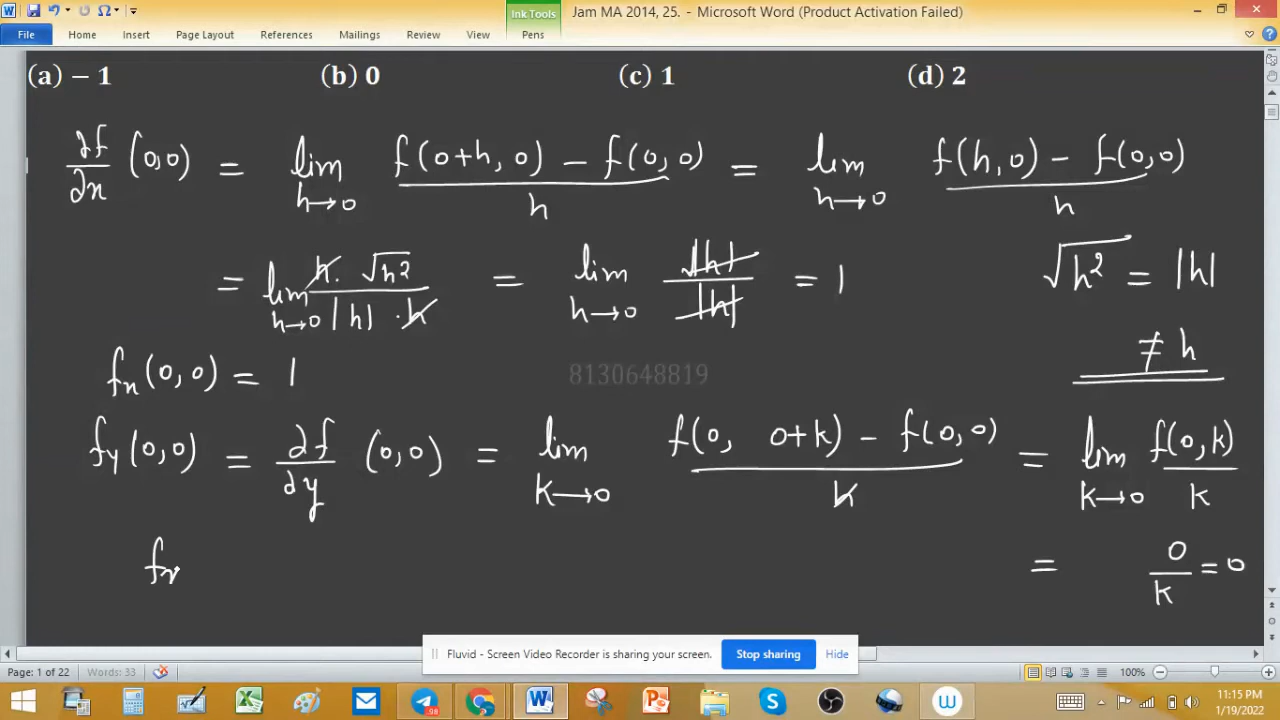 Ink Tools
Jam MA 2014, 25. - Microsoft Word (Product Activation Failed)
File Home Insert Page Layout References Mailings Review View Pens
(a) − 1 (b) 0 (c) 1 (d) 2
∂f/∂x (0,0) = lim h→0 (f(0+h, 0) − f(0,0))/h = lim h→0 (f(h,0) − f(0,0))/h
= lim h→0 (h · √h²)/(|h| · h) = lim h→0 |h|/|h| = 1 √h² = |h|
≠ h
fx(0,0) = 1
8130648819
fy(0,0) = ∂f/∂y (0,0) = lim k→0 (f(0, 0+k) − f(0,0))/k = lim k→0 f(0,k)/k
fx = 0/k = 0
Fluvid - Screen Video Recorder is sharing your screen. Stop sharing Hide
Page: 1 of 22 Words: 33 100%
98
11:15 PM
1/19/2022